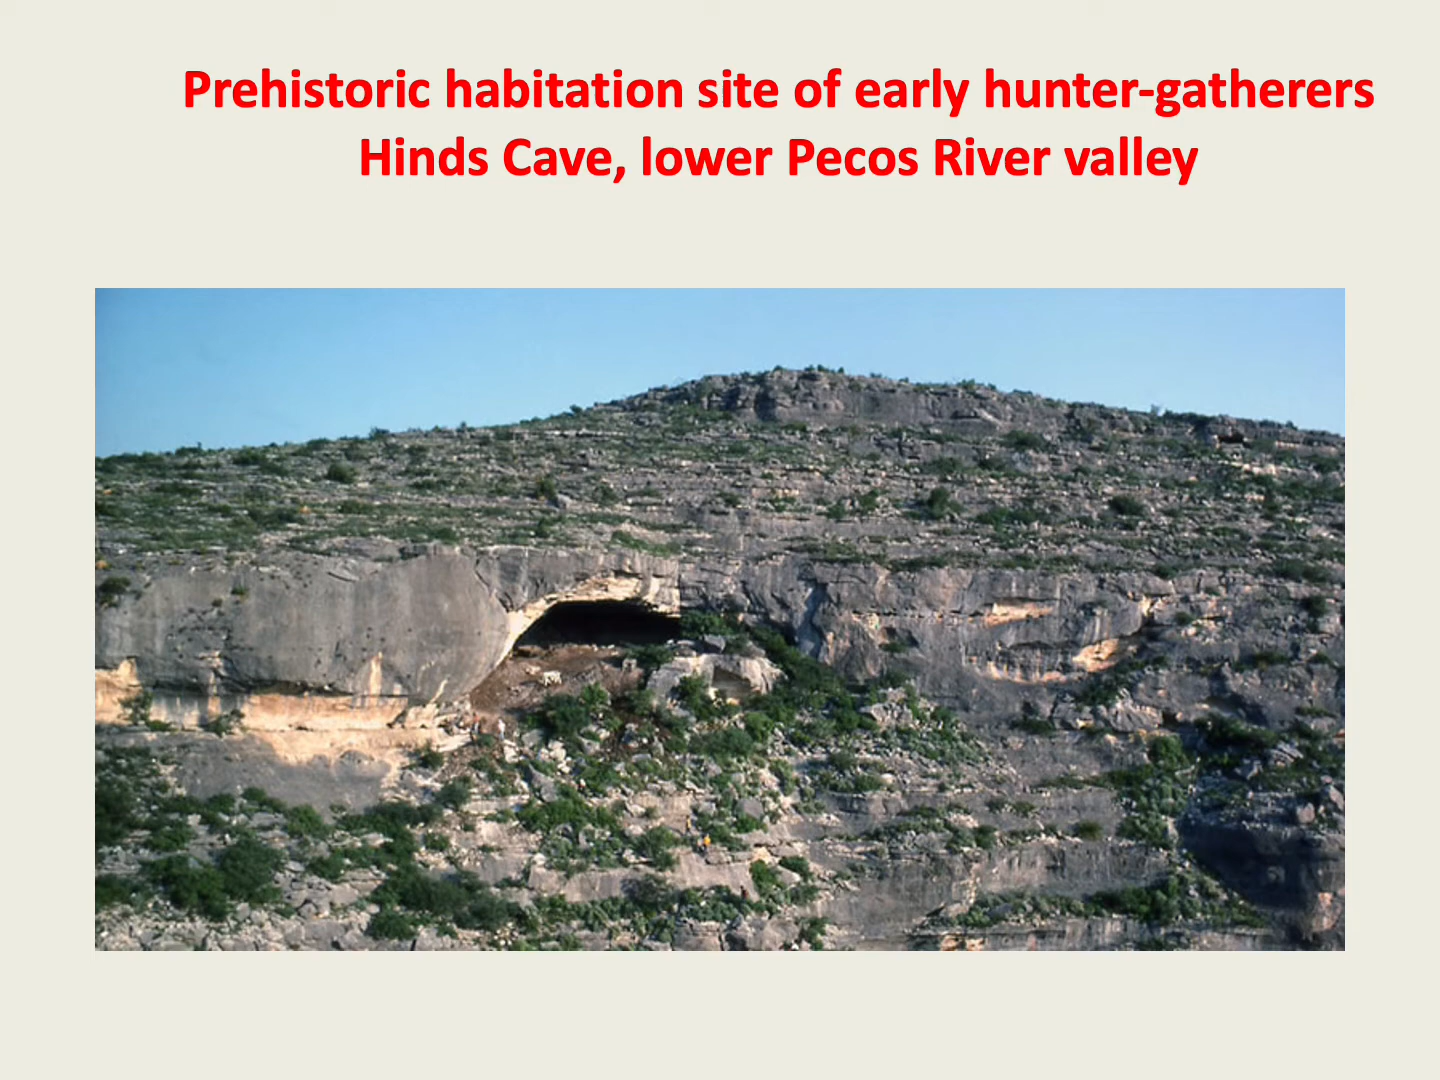 Prehistoric habitation site of early hunter-gatherers
Hinds Cave, lower Pecos River valley